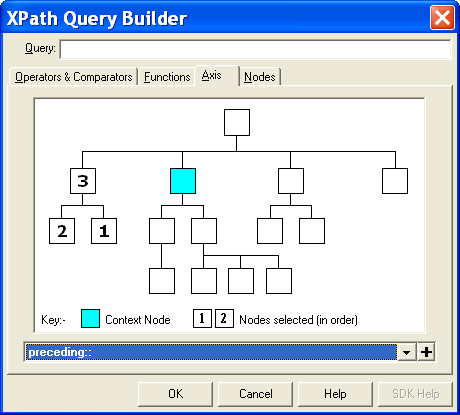 XPath Query Builder
Query:
Operators & Comparators Functions Axis Nodes
3
2 1
Key:- Context Node 1 2 Nodes selected (in order)
preceding::
OK Cancel Help SDK Help